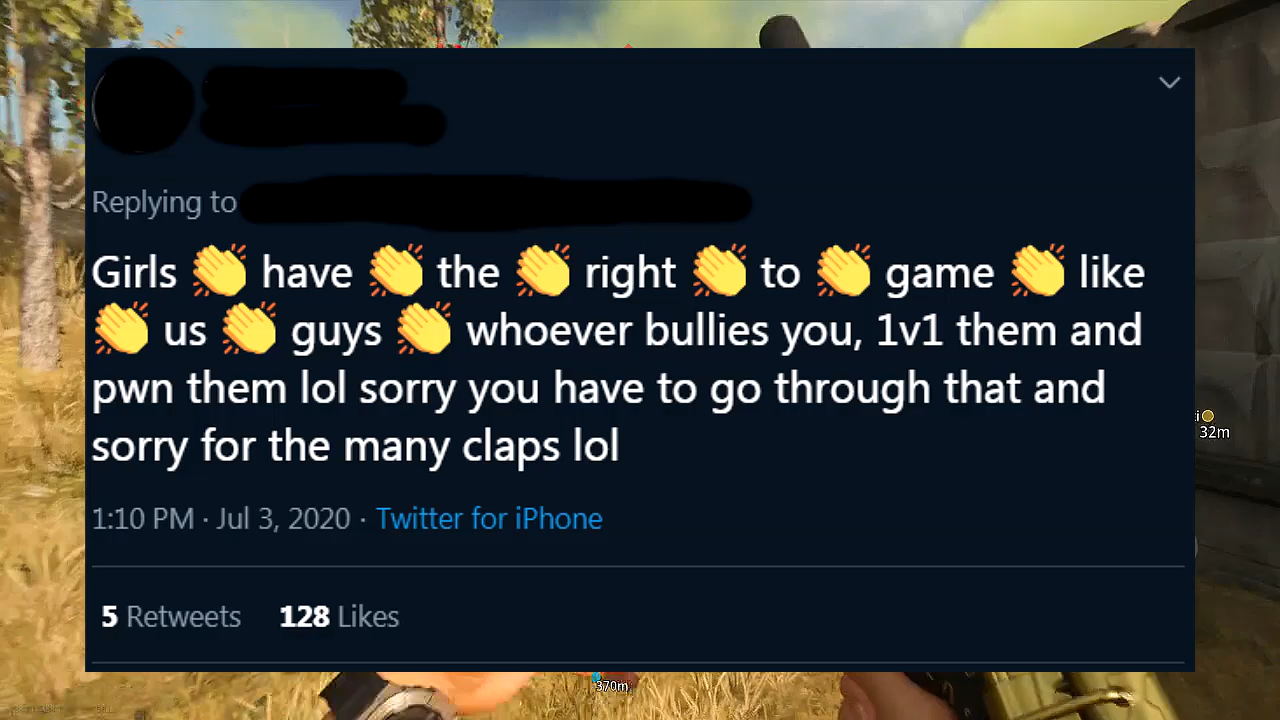 Replying to
Girls 👏 have 👏 the 👏 right 👏 to 👏 game 👏 like
👏 us 👏 guys 👏 whoever bullies you, 1v1 them and
pwn them lol sorry you have to go through that and
sorry for the many claps lol
1:10 PM · Jul 3, 2020 · Twitter for iPhone
5 Retweets 128 Likes
32m
370m